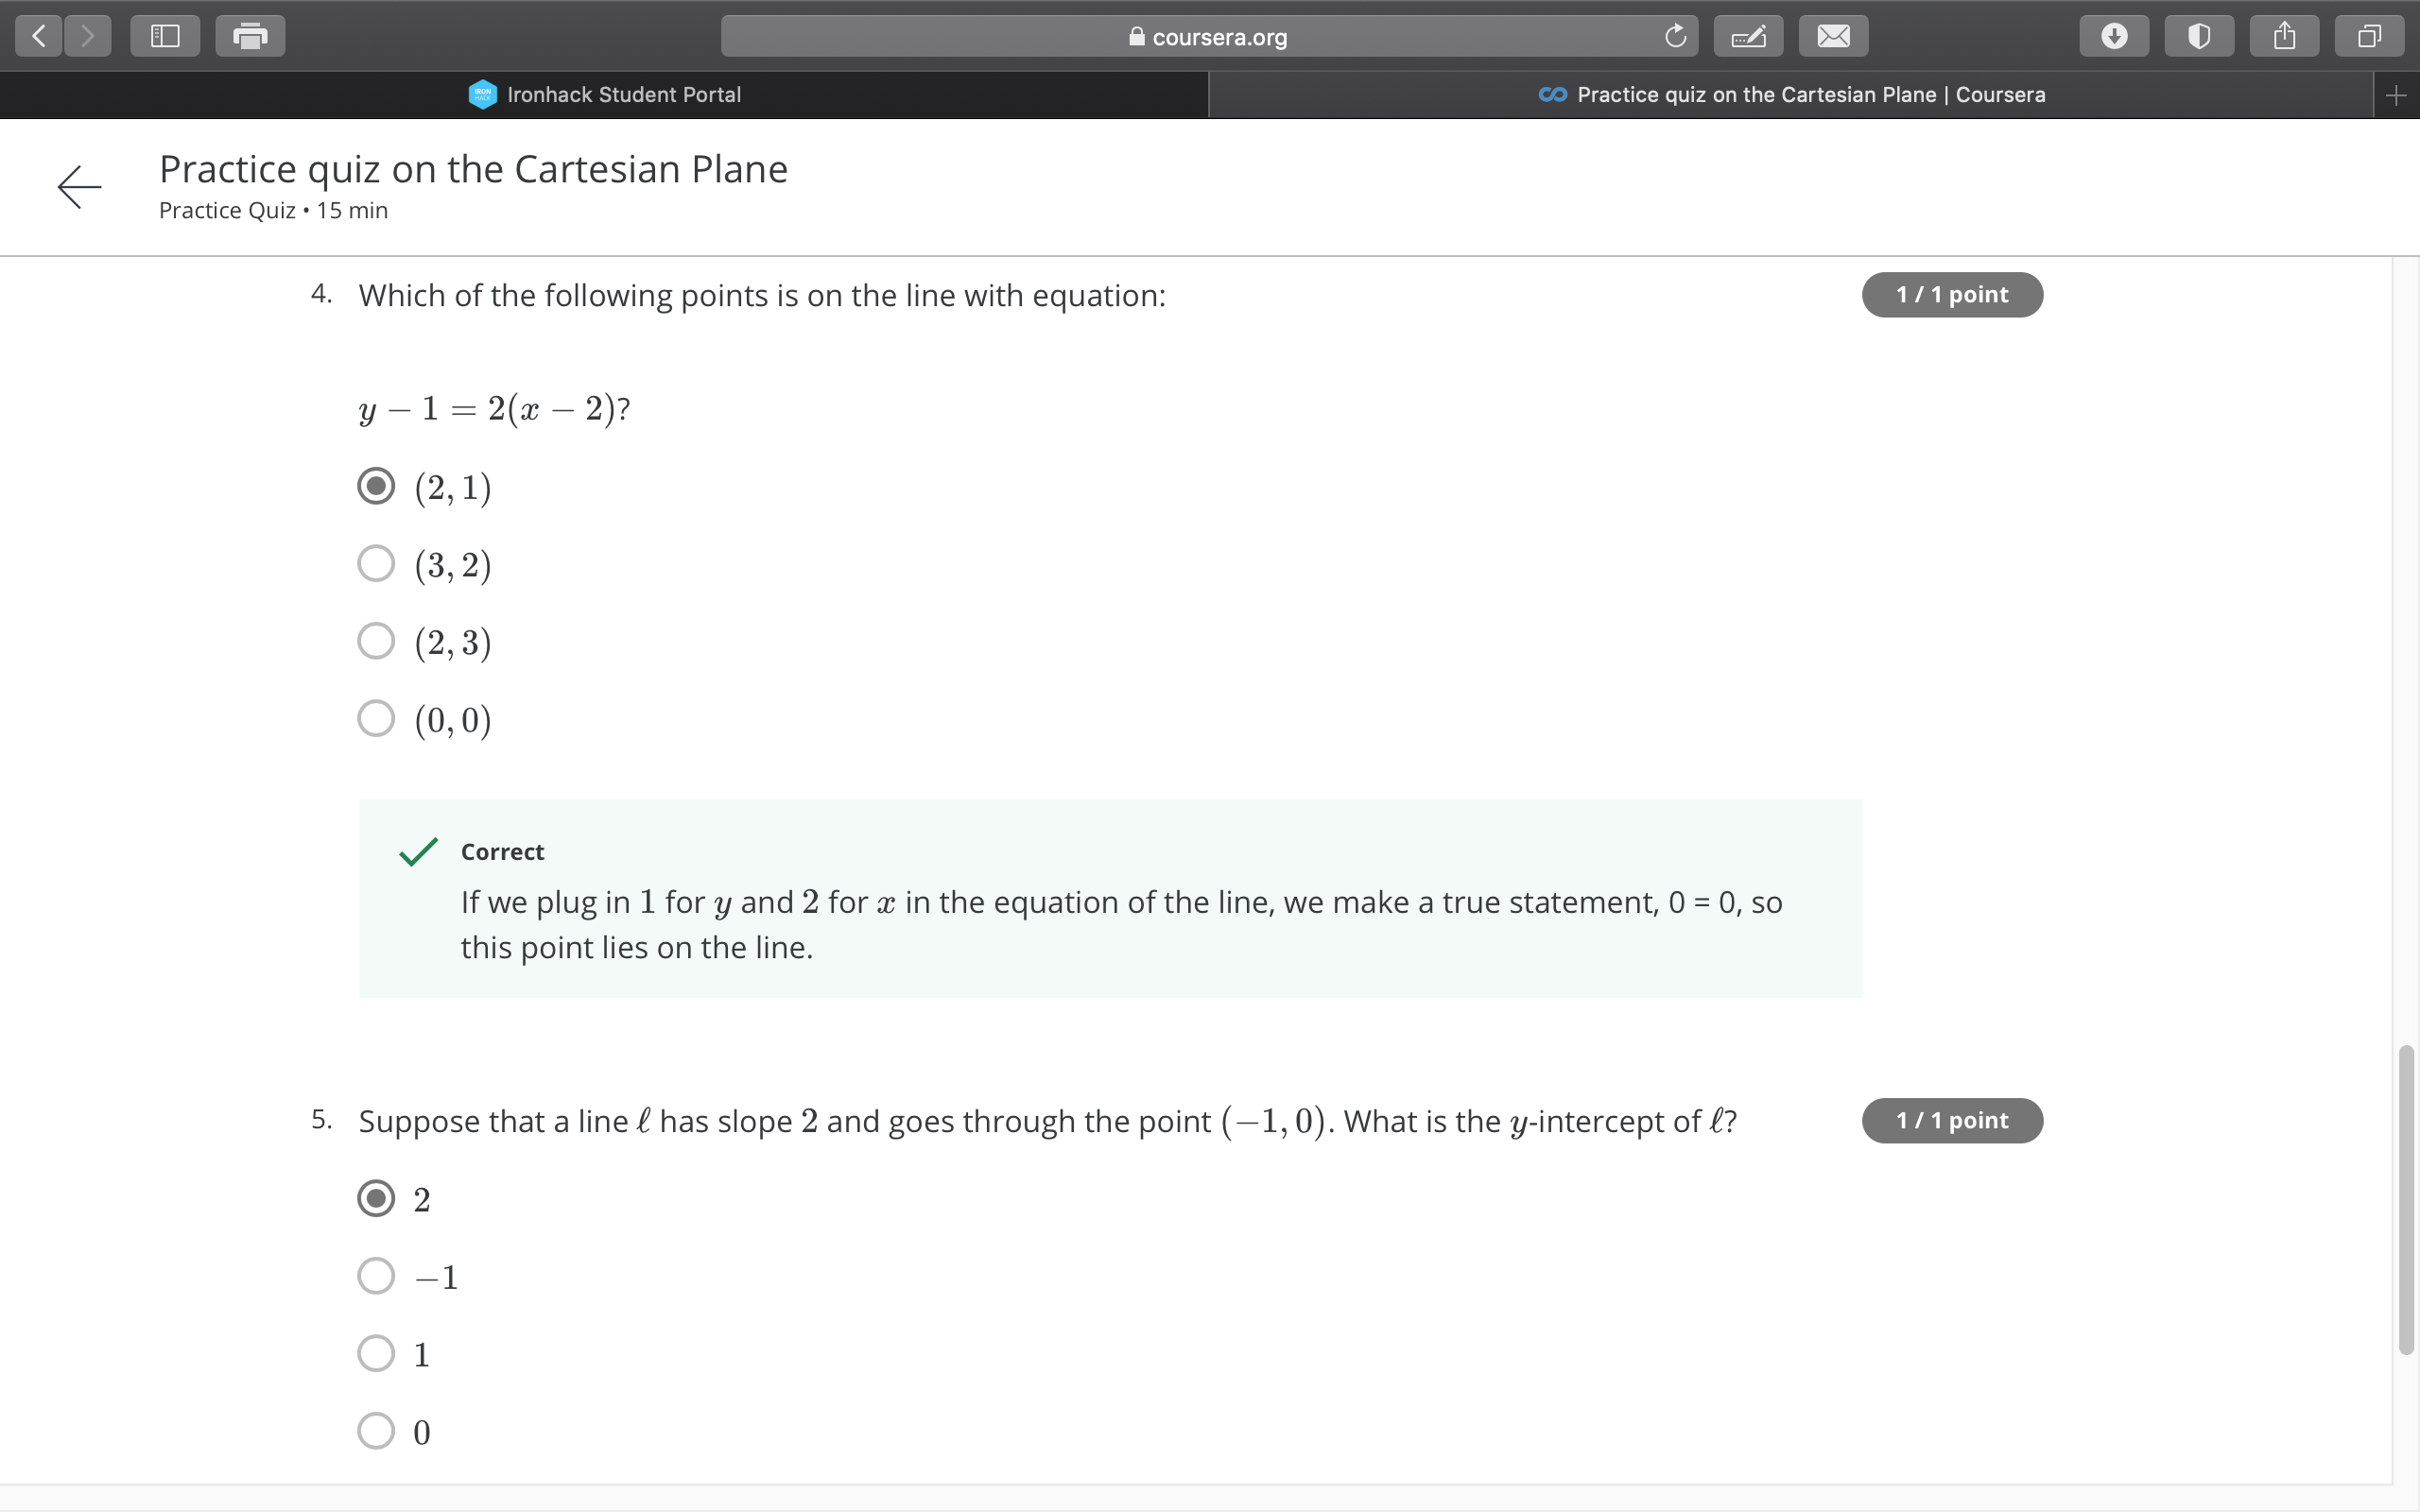 coursera.org
IRON HACK Ironhack Student Portal
Practice quiz on the Cartesian Plane | Coursera
Practice quiz on the Cartesian Plane
Practice Quiz • 15 min
4. Which of the following points is on the line with equation:
1 / 1 point
y − 1 = 2(x − 2)?
(2, 1)
(3, 2)
(2, 3)
(0, 0)
Correct
If we plug in 1 for y and 2 for x in the equation of the line, we make a true statement, 0 = 0, so
this point lies on the line.
5. Suppose that a line ℓ has slope 2 and goes through the point (−1, 0). What is the y-intercept of ℓ?
1 / 1 point
2
−1
1
0